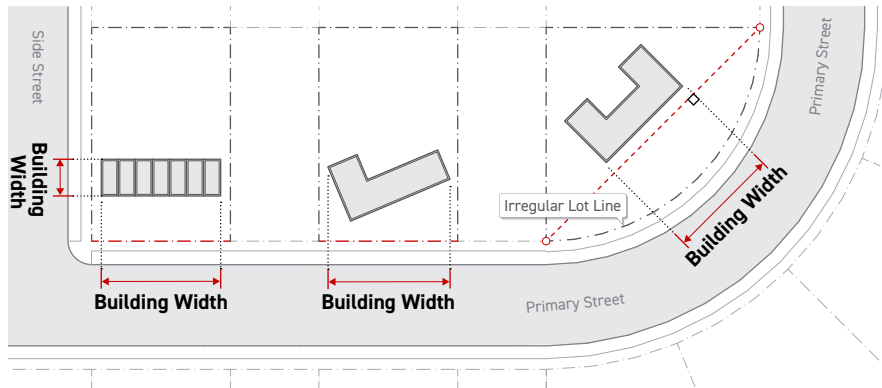 Side Street
Primary Street
Building
Width
Irregular Lot Line
Building Width
Building Width
Building Width
Primary Street